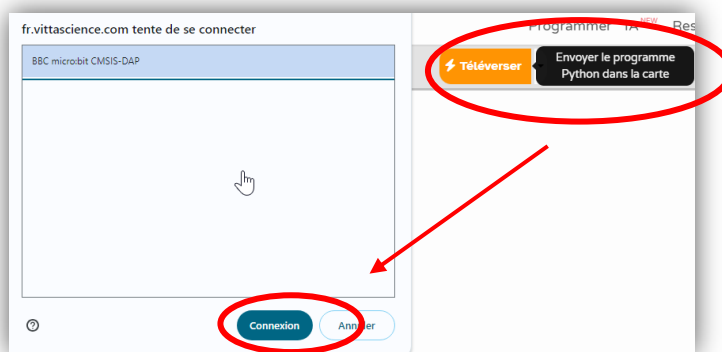 fr.vittascience.com tente de se connecter
BBC micro:bit CMSIS-DAP
Connexion
Annuler
Programmer IA NEW Res
Téléverser
Envoyer le programme
Python dans la carte